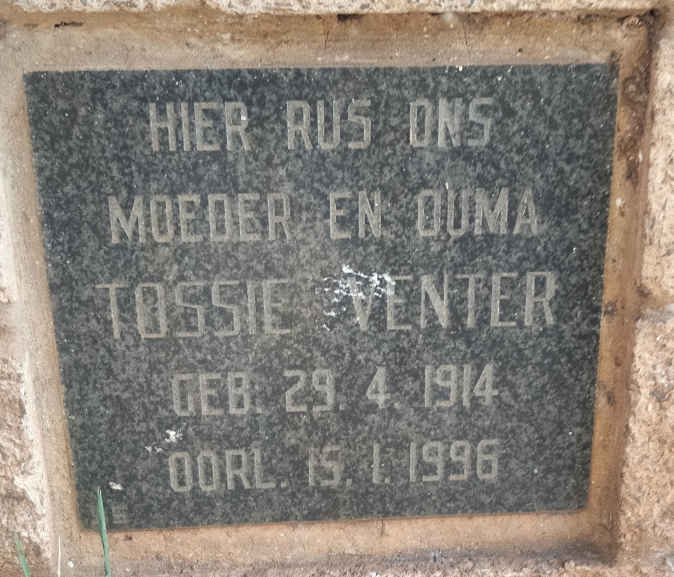 HIER RUS ONS
MOEDER EN OUMA
TOSSIE VENTER
GEB. 29. 4. 1914
OORL. 15. 1. 1996